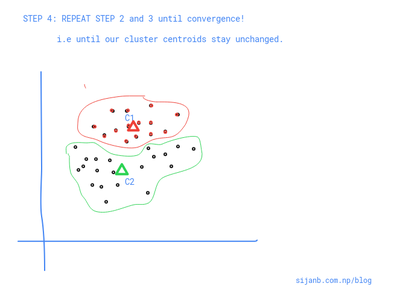 STEP 4: REPEAT STEP 2 and 3 until convergence!
i.e until our cluster centroids stay unchanged.
C1
C2
sijanb.com.np/blog